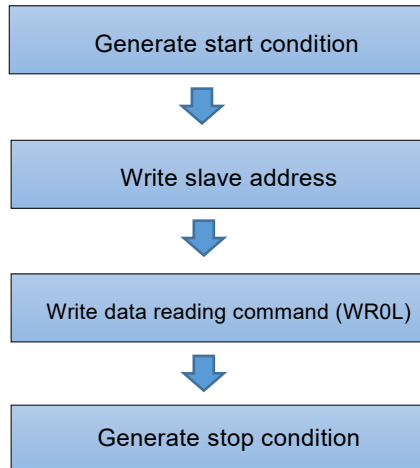 Generate start condition
Write slave address
Write data reading command (WR0L)
Generate stop condition